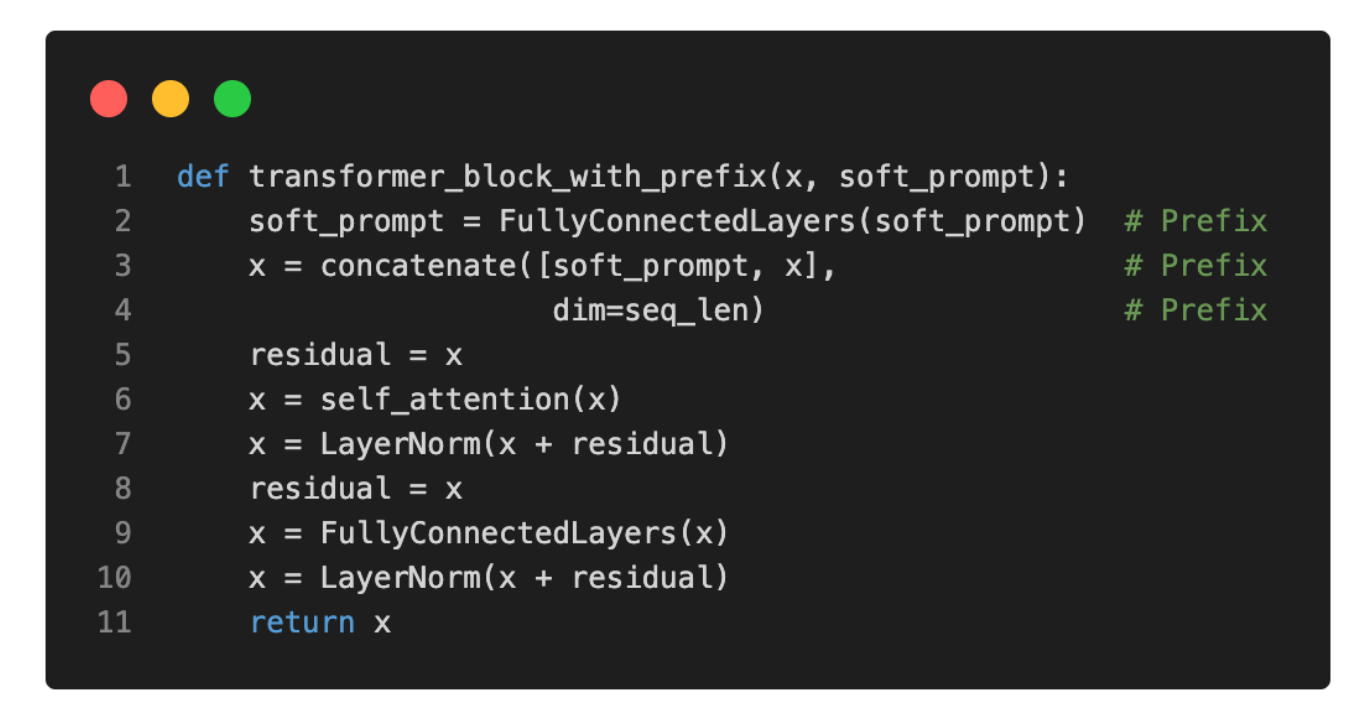 1 def transformer_block_with_prefix(x, soft_prompt):
2     soft_prompt = FullyConnectedLayers(soft_prompt)  # Prefix
3     x = concatenate([soft_prompt, x],                # Prefix
4                      dim=seq_len)                    # Prefix
5     residual = x
6     x = self_attention(x)
7     x = LayerNorm(x + residual)
8     residual = x
9     x = FullyConnectedLayers(x)
10     x = LayerNorm(x + residual)
11     return x